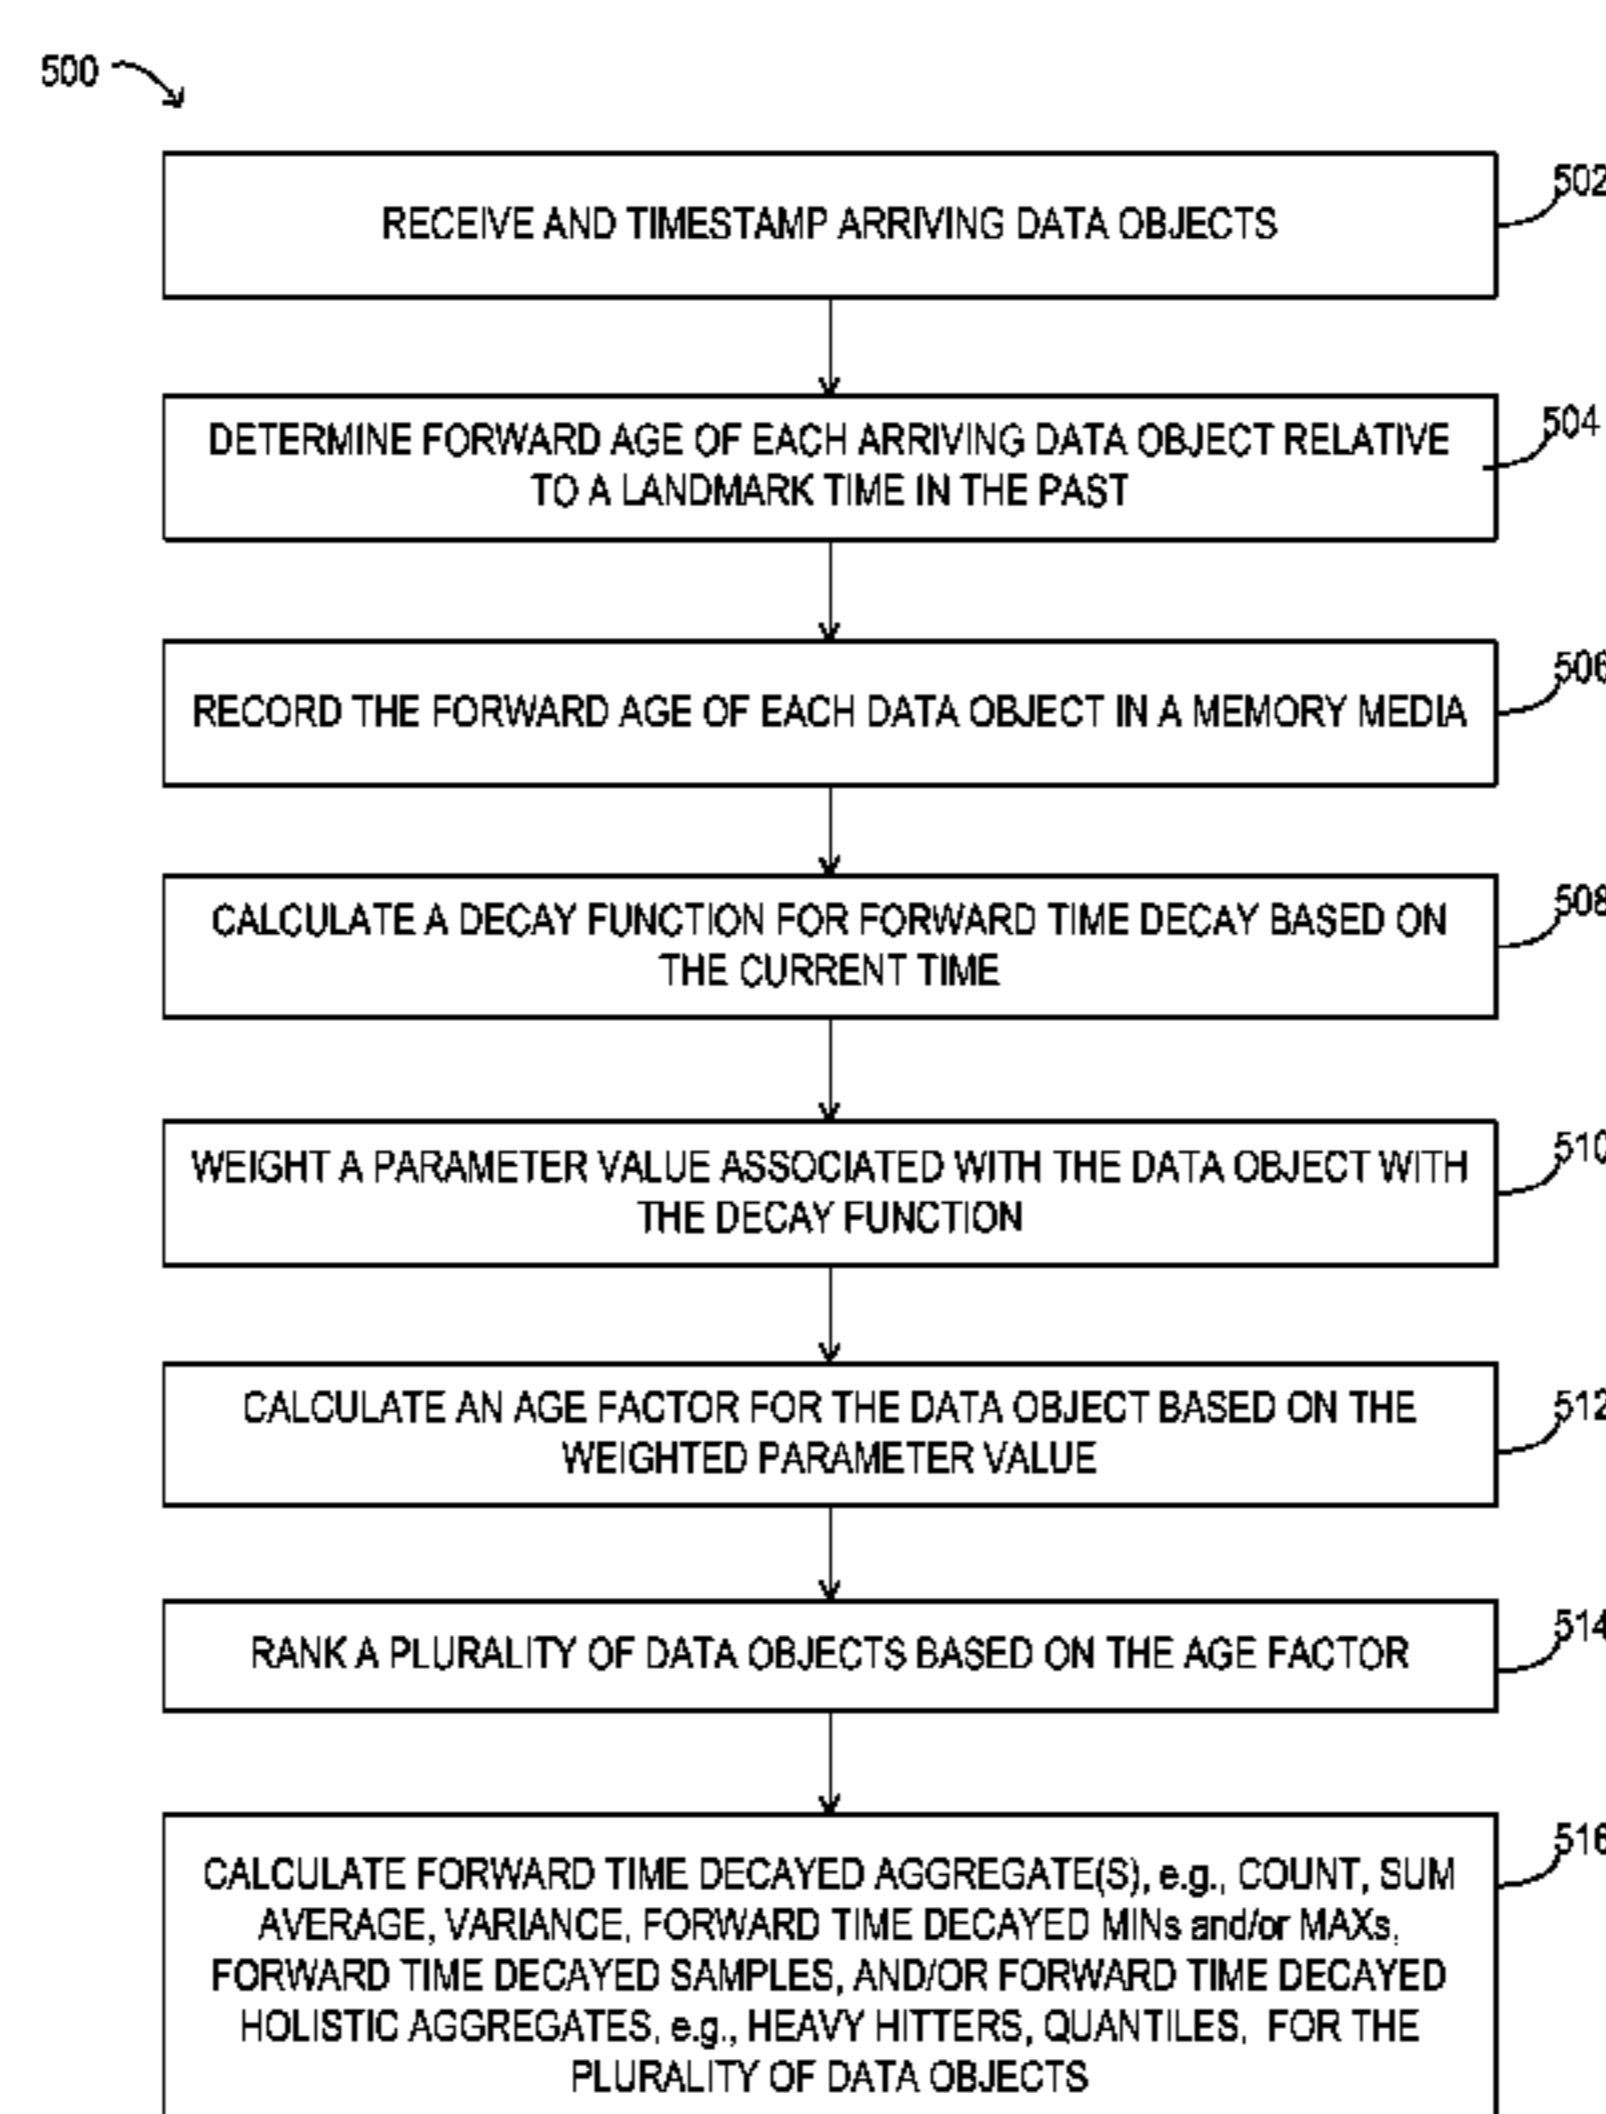 500
502
RECEIVE AND TIMESTAMP ARRIVING DATA OBJECTS
504
DETERMINE FORWARD AGE OF EACH ARRIVING DATA OBJECT RELATIVE
TO A LANDMARK TIME IN THE PAST
506
RECORD THE FORWARD AGE OF EACH DATA OBJECT IN A MEMORY MEDIA
508
CALCULATE A DECAY FUNCTION FOR FORWARD TIME DECAY BASED ON
THE CURRENT TIME
510
WEIGHT A PARAMETER VALUE ASSOCIATED WITH THE DATA OBJECT WITH
THE DECAY FUNCTION
512
CALCULATE AN AGE FACTOR FOR THE DATA OBJECT BASED ON THE
WEIGHTED PARAMETER VALUE
514
RANK A PLURALITY OF DATA OBJECTS BASED ON THE AGE FACTOR
516
CALCULATE FORWARD TIME DECAYED AGGREGATE(S), e.g., COUNT, SUM
AVERAGE, VARIANCE, FORWARD TIME DECAYED MINs and/or MAXs,
FORWARD TIME DECAYED SAMPLES, AND/OR FORWARD TIME DECAYED
HOLISTIC AGGREGATES, e.g., HEAVY HITTERS, QUANTILES, FOR THE
PLURALITY OF DATA OBJECTS